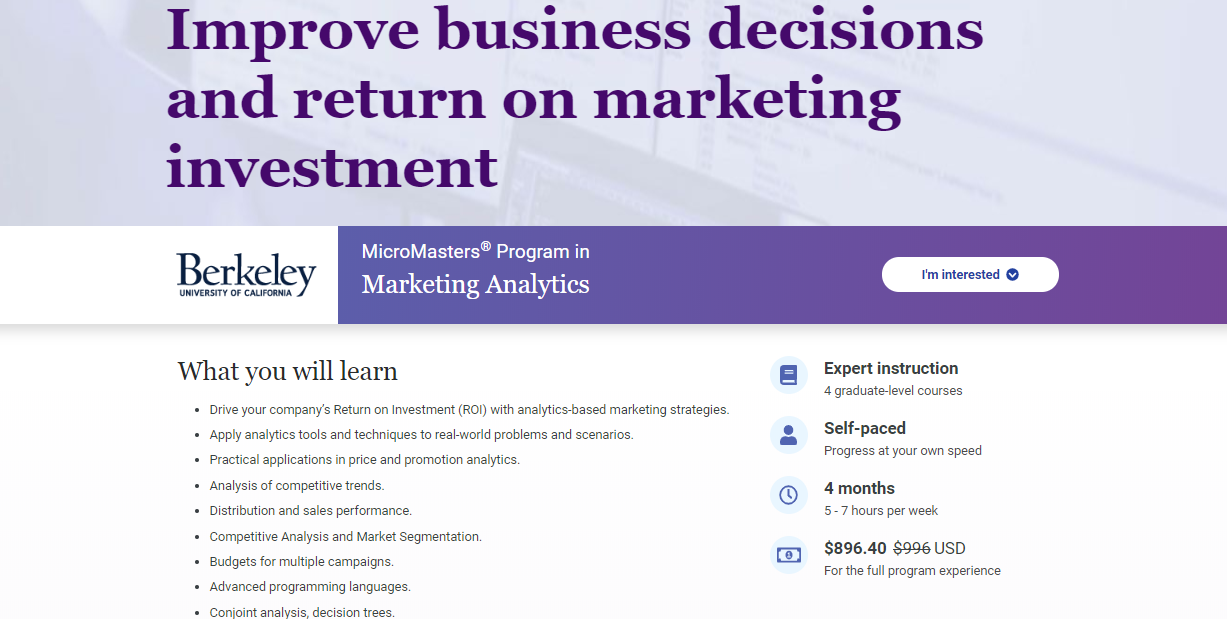 Improve business decisions
and return on marketing
investment
Berkeley
UNIVERSITY OF CALIFORNIA
MicroMasters® Program in
Marketing Analytics
I'm interested
What you will learn
Drive your company’s Return on Investment (ROI) with analytics-based marketing strategies.
Apply analytics tools and techniques to real-world problems and scenarios.
Practical applications in price and promotion analytics.
Analysis of competitive trends.
Distribution and sales performance.
Competitive Analysis and Market Segmentation.
Budgets for multiple campaigns.
Advanced programming languages.
Conjoint analysis, decision trees.
Expert instruction
4 graduate-level courses
Self-paced
Progress at your own speed
4 months
5 - 7 hours per week
$896.40 $996 USD
For the full program experience